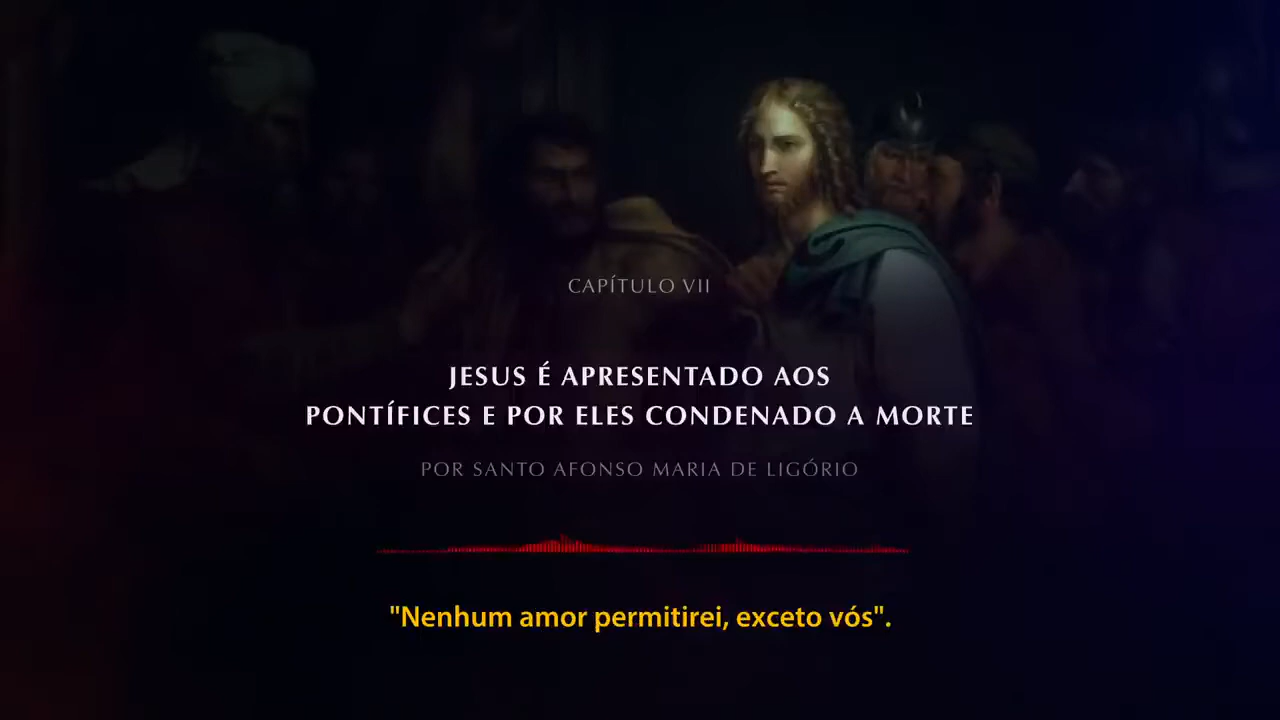 CAPÍTULO VII
JESUS É APRESENTADO AOS
PONTÍFICES E POR ELES CONDENADO A MORTE
POR SANTO AFONSO MARIA DE LIGÓRIO
"Nenhum amor permitirei, exceto vós".